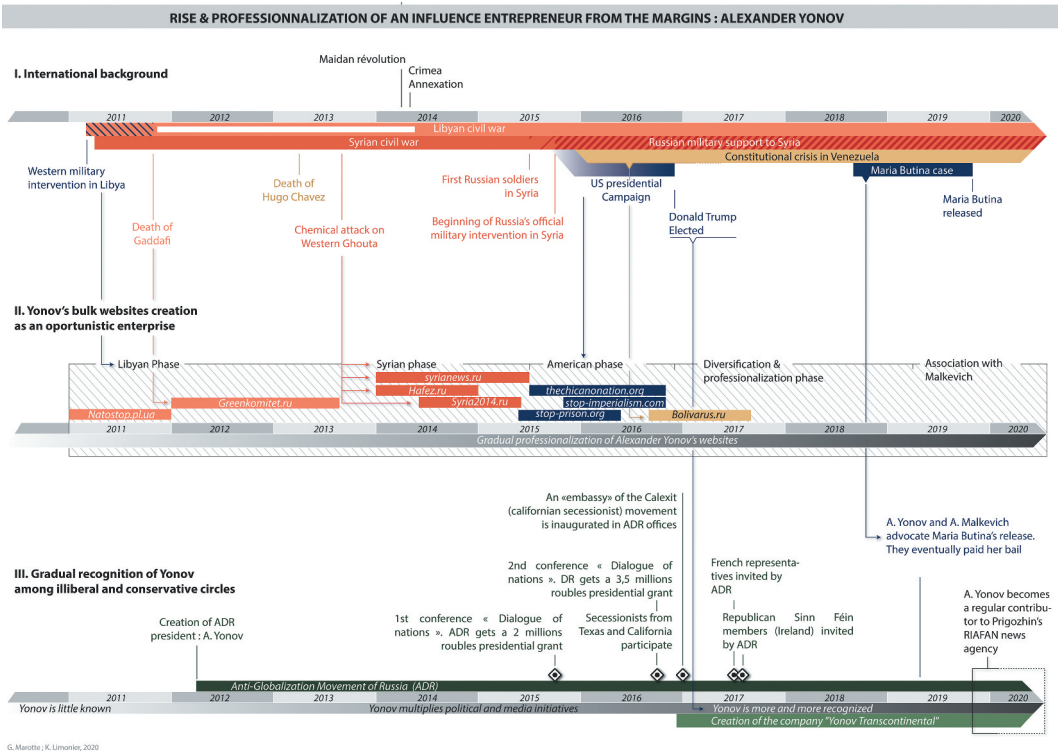 RISE & PROFESSIONNALIZATION OF AN INFLUENCE ENTREPRENEUR FROM THE MARGINS : ALEXANDER YONOV
I. International background
Maidan révolution
Crimea
Annexation
2011 2012 2013 2014 2015 2016 2017 2018 2019 2020
Libyan civil war
Syrian civil war
Russian military support to Syria
Constitutional crisis in Venezuela
Maria Butina case
Western military
intervention in Libya
Death of
Gaddafi
Death of
Hugo Chavez
Chemical attack on
Western Ghouta
First Russian soldiers
in Syria
Beginning of Russia's official
military intervention in Syria
US presidential
Campaign
Donald Trump
Elected
Maria Butina
released
II. Yonov's bulk websites creation
as an oportunistic enterprise
Libyan Phase
Syrian phase
American phase
Diversification &
professionalization phase
Association with
Malkevich
syrianews.ru
Hafez.ru
Syria2014.ru
thechicanonation.org
stop-imperialism.com
stop-prison.org
Greenkomitet.ru
Natostop.pl.ua
Bolivarus.ru
2011 2012 2013 2014 2015 2016 2017 2018 2019 2020
Gradual professionalization of Alexander Yonov's websites
An «embassy» of the Calexit
(californian secessionist) movement
is inaugurated in ADR offices
A. Yonov and A. Malkevich
advocate Maria Butina's release.
They eventually paid her bail
III. Gradual recognition of Yonov
among illiberal and conservative circles
Creation of ADR
president : A. Yonov
1st conference « Dialogue of
nations ». ADR gets a 2 millions
roubles presidential grant
2nd conference « Dialogue of
nations ». DR gets a 3,5 millions
roubles presidential grant
Secessionists from
Texas and California
participate
French representa-
tives invited by
ADR
Republican Sinn Féin
members (Ireland) invited
by ADR
A. Yonov becomes
a regular contribu-
tor to Prigozhin's
RIAFAN news
agency
Anti-Globalization Movement of Russia (ADR)
2011 2012 2013 2014 2015 2016 2017 2018 2019 2020
Yonov is little known
Yonov multiplies political and media initiatives
Yonov is more and more recognized
Creation of the company "Yonov Transcontinental"
G. Marotte ; K. Limonier, 2020